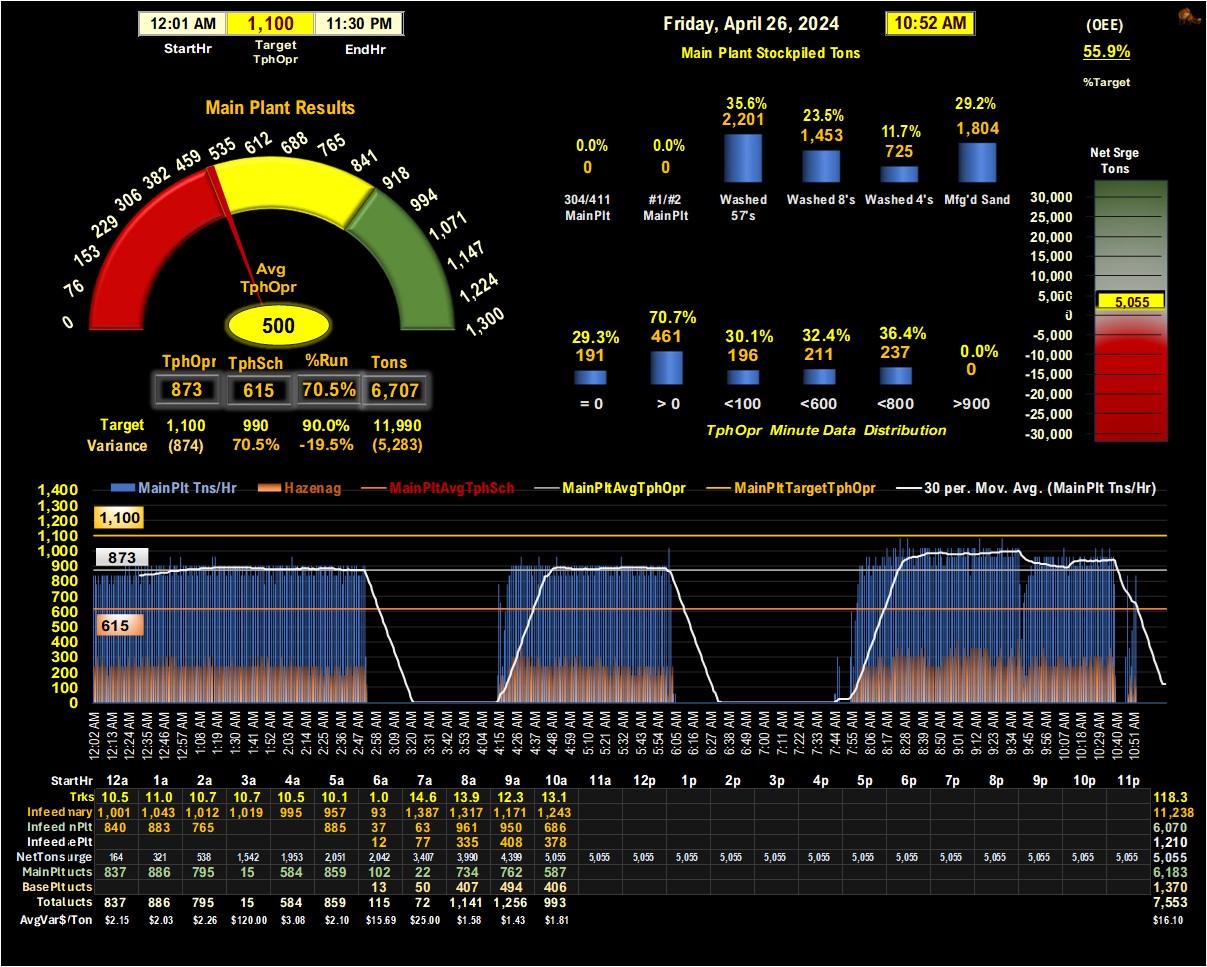 12:01 AM 1,100 11:30 PM
StartHr Target TphOpr EndHr
Friday, April 26, 2024 10:52 AM
Main Plant Stockpiled Tons
(OEE)
55.9%
%Target
Main Plant Results
0 76 153 229 306 382 459 535 612 688 765 841 918 994 1,071 1,147 1,224 1,300
Avg
TphOpr
500
TphOpr TphSch %Run Tons
873 615 70.5% 6,707
Target 1,100 990 90.0% 11,990
Variance (874) 70.5% -19.5% (5,283)
0.0% 0.0% 35.6% 23.5% 11.7% 29.2%
0 0 2,201 1,453 725 1,804
304/411 MainPlt #1/#2 MainPlt Washed 57's Washed 8's Washed 4's Mfg'd Sand
29.3% 70.7% 30.1% 32.4% 36.4% 0.0%
191 461 196 211 237 0
= 0 > 0 <100 <600 <800 >900
TphOpr Minute Data Distribution
Net Srge
Tons
30,000
25,000
20,000
15,000
10,000
5,000
5,055
0
-5,000
-10,000
-15,000
-20,000
-25,000
-30,000
MainPlt Tns/Hr Hazenag MainPltAvgTphSch MainPltAvgTphOpr MainPltTargetTphOpr 30 per. Mov. Avg. (MainPlt Tns/Hr)
1,400
1,300
1,200
1,100
1,000
900
800
700
600
500
400
300
200
100
0
1,100
873
615
12:02 AM 12:13 AM 12:24 AM 12:35 AM 12:46 AM 12:57 AM 1:08 AM 1:19 AM 1:30 AM 1:41 AM 1:52 AM 2:03 AM 2:14 AM 2:25 AM 2:36 AM 2:47 AM 2:58 AM 3:09 AM 3:20 AM 3:31 AM 3:42 AM 3:53 AM 4:04 AM 4:15 AM 4:26 AM 4:37 AM 4:48 AM 4:59 AM 5:10 AM 5:21 AM 5:32 AM 5:43 AM 5:54 AM 6:05 AM 6:16 AM 6:27 AM 6:38 AM 6:49 AM 7:00 AM 7:11 AM 7:22 AM 7:33 AM 7:44 AM 7:55 AM 8:06 AM 8:17 AM 8:28 AM 8:39 AM 8:50 AM 9:01 AM 9:12 AM 9:23 AM 9:34 AM 9:45 AM 9:56 AM 10:07 AM 10:18 AM 10:29 AM 10:40 AM 10:51 AM
StartHr 12a 1a 2a 3a 4a 5a 6a 7a 8a 9a 10a 11a 12p 1p 2p 3p 4p 5p 6p 7p 8p 9p 10p 11p
Trks 10.5 11.0 10.7 10.7 10.5 10.1 1.0 14.6 13.9 12.3 13.1 118.3
Infeed mary 1,001 1,043 1,012 1,019 995 957 93 1,387 1,317 1,171 1,243 11,238
Infeed nPlt 840 883 765 885 37 63 961 950 686 6,070
Infeed ePlt 12 77 335 408 378 1,210
NetTons urge 164 321 538 1,542 1,953 2,051 2,042 3,407 3,990 4,399 5,055 5,055 5,055 5,055 5,055 5,055 5,055 5,055 5,055 5,055 5,055 5,055 5,055 5,055 5,055
MainPlt ucts 837 886 795 15 584 859 102 22 734 762 587 6,183
BasePlt ucts 13 50 407 494 406 1,370
Total ucts 837 886 795 15 584 859 115 72 1,141 1,256 993 7,553
AvgVar$/Ton $2.15 $2.03 $2.26 $120.00 $3.08 $2.10 $15.69 $25.00 $1.58 $1.43 $1.81 $16.10